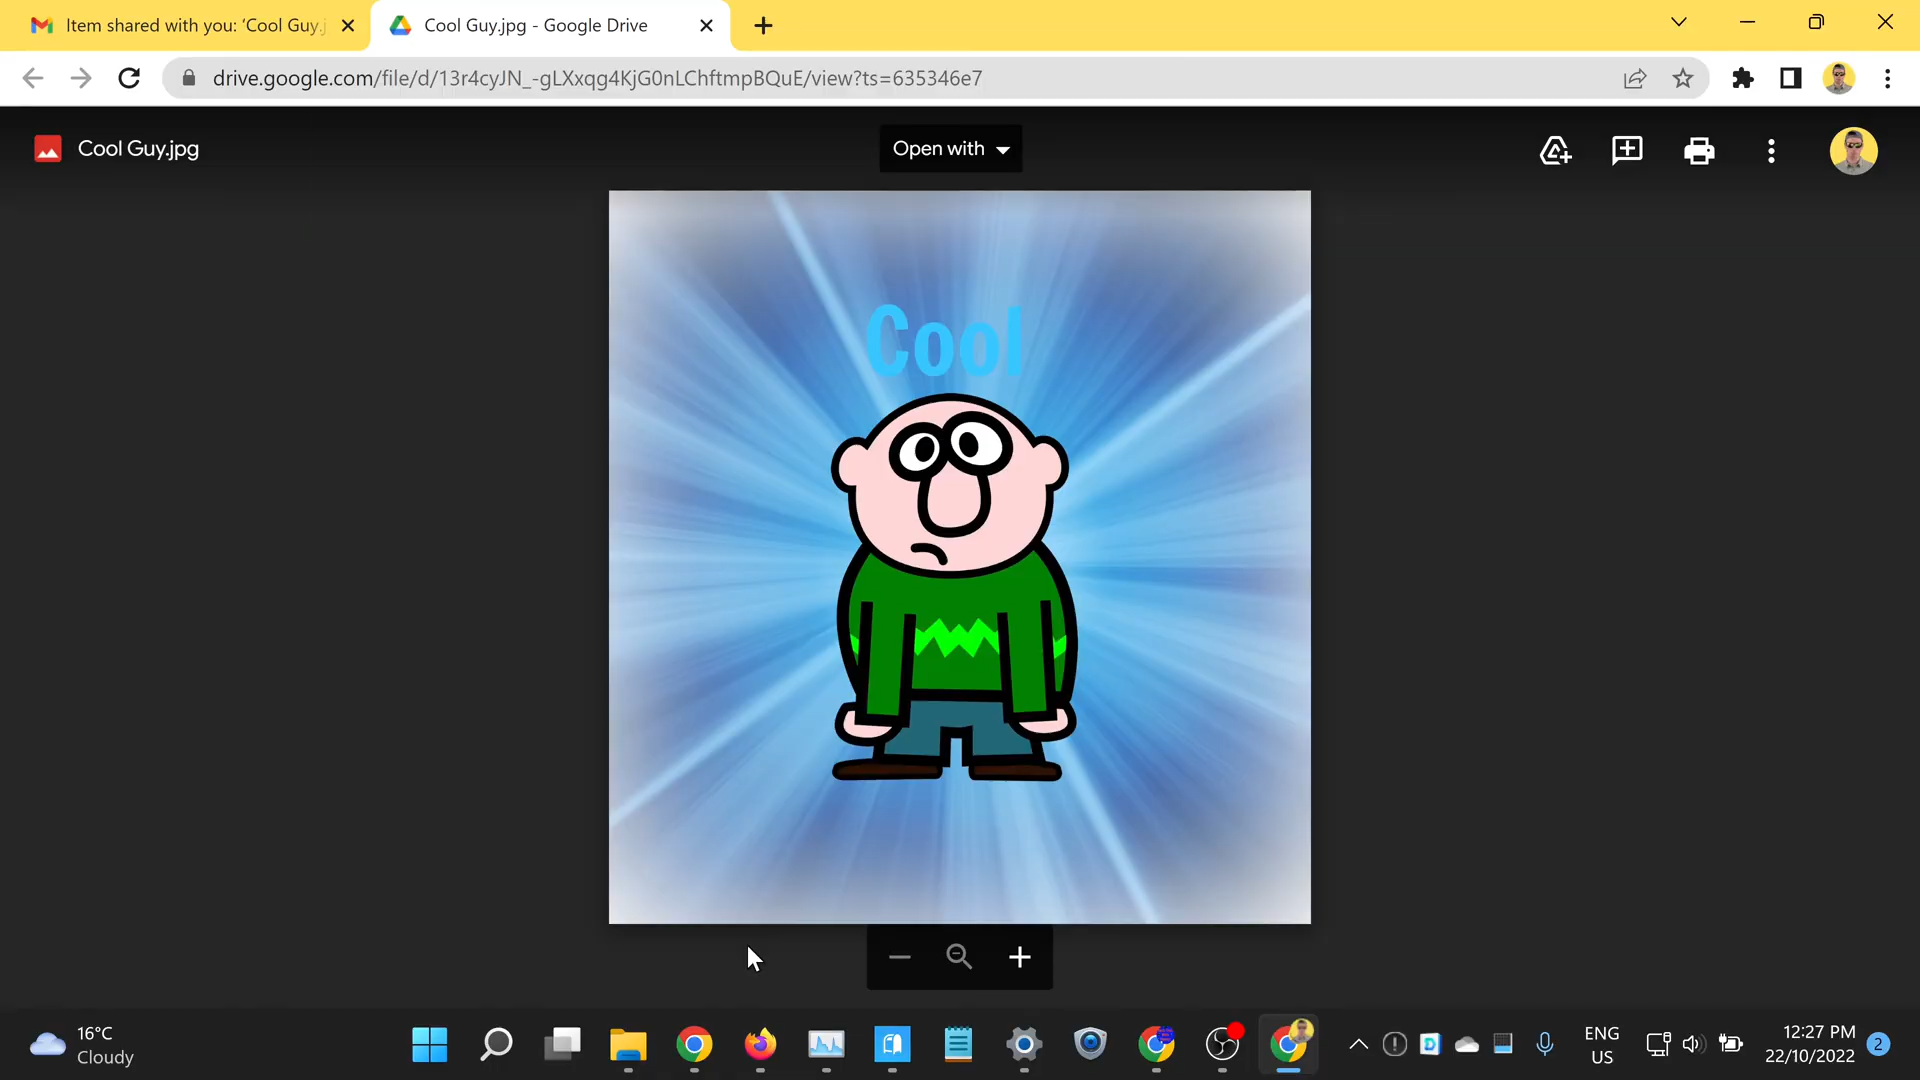 Item shared with you: ‘Cool Guy.j
Cool Guy.jpg - Google Drive
drive.google.com/file/d/13r4cyJN_-gLXxqg4KjG0nLChftmpBQuE/view?ts=635346e7
Cool Guy.jpg
Open with
Cool
16°C
Cloudy
ENG
US
12:27 PM
22/10/2022
2